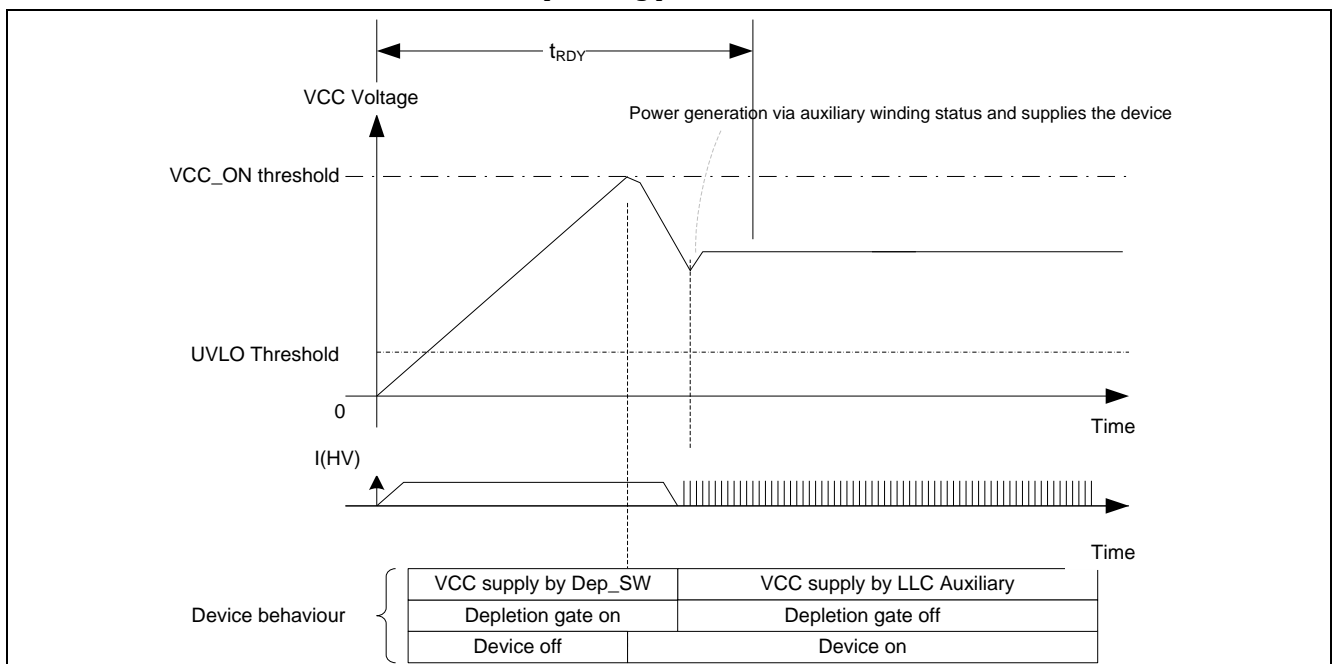 tRDY
VCC Voltage
Power generation via auxiliary winding status and supplies the device
VCC_ON threshold
UVLO Threshold
0
Time
I(HV)
Time
Device behaviour
VCC supply by Dep_SW
VCC supply by LLC Auxiliary
Depletion gate on
Depletion gate off
Device off
Device on